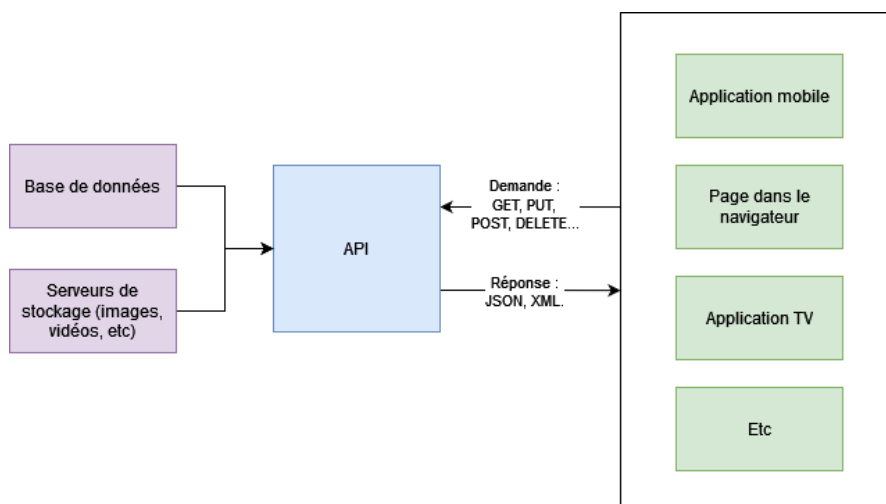 Base de données
Serveurs de
stockage (images,
vidéos, etc)
API
Demande :
GET, PUT,
POST, DELETE...
Réponse :
JSON, XML.
Application mobile
Page dans le
navigateur
Application TV
Etc